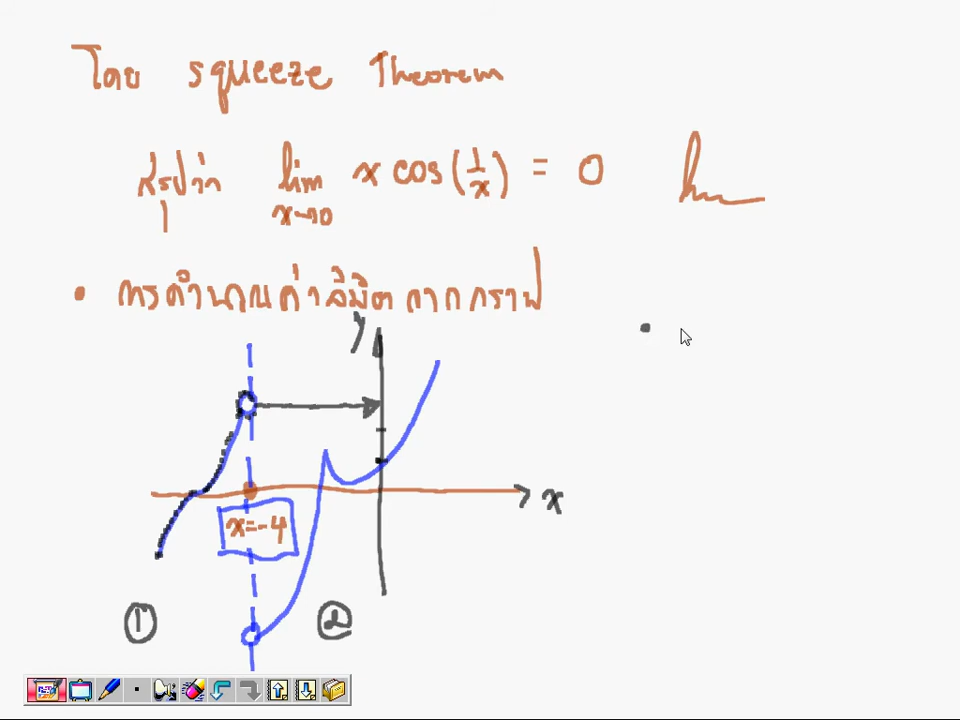 โดย squeeze Theorem
สรุปว่า lim x cos(1/x) = 0
x→0
• การคำนวณค่าลิมิตจากกราฟ
y
x
x=-4
① ②